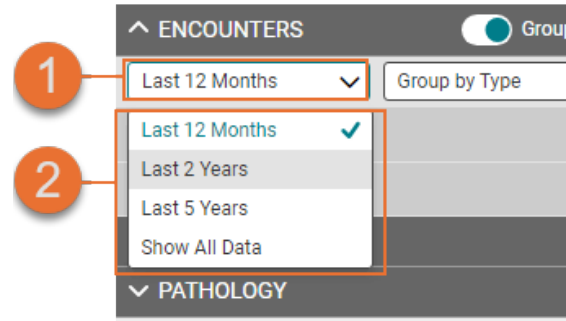 ENCOUNTERS
Grou
1
Last 12 Months
Group by Type
2
Last 12 Months
Last 2 Years
Last 5 Years
Show All Data
PATHOLOGY